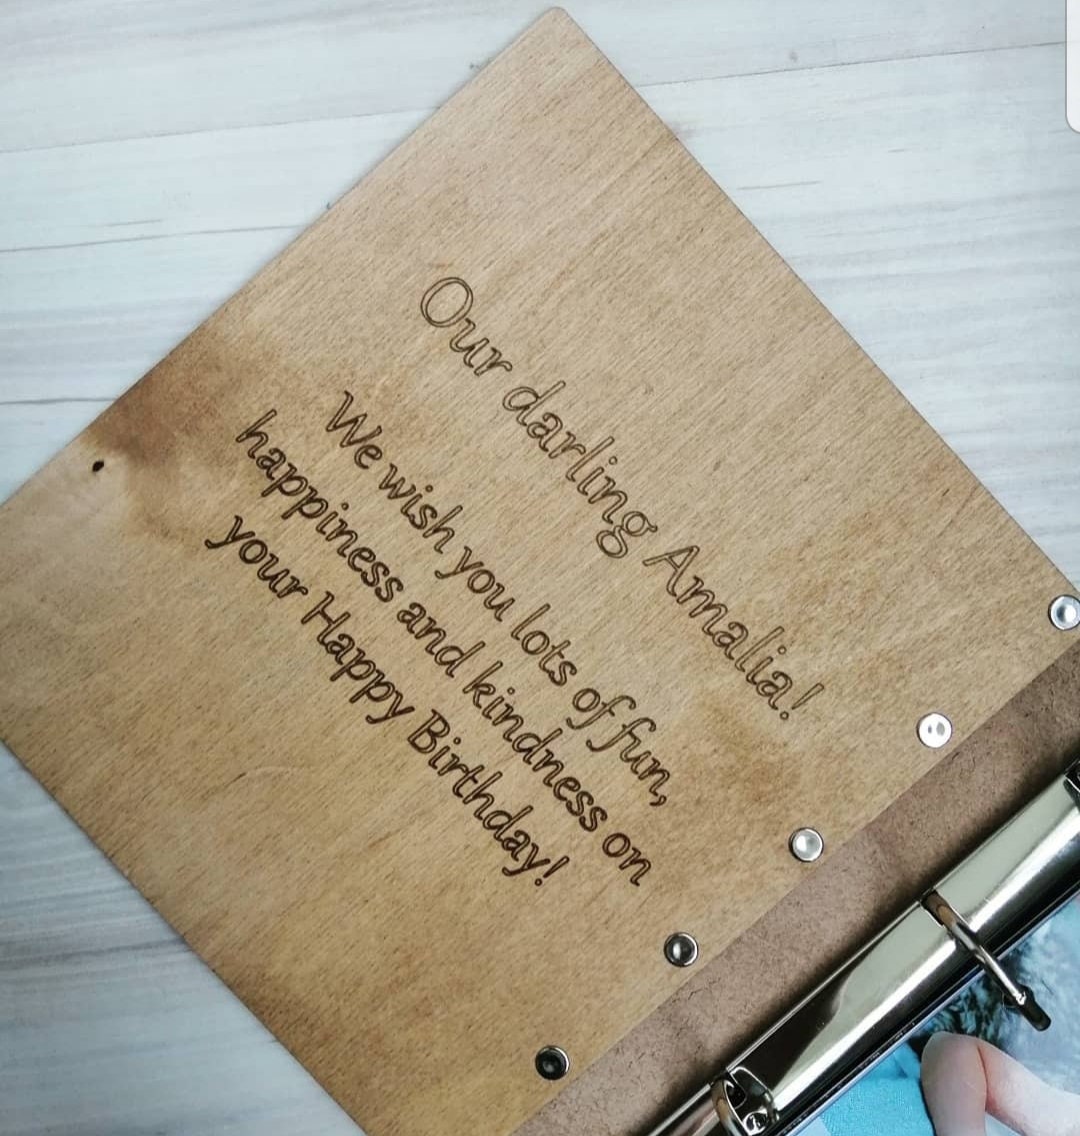 Our darling Amalia!
We wish you lots of fun,
happiness and kindness on
your Happy Birthday!